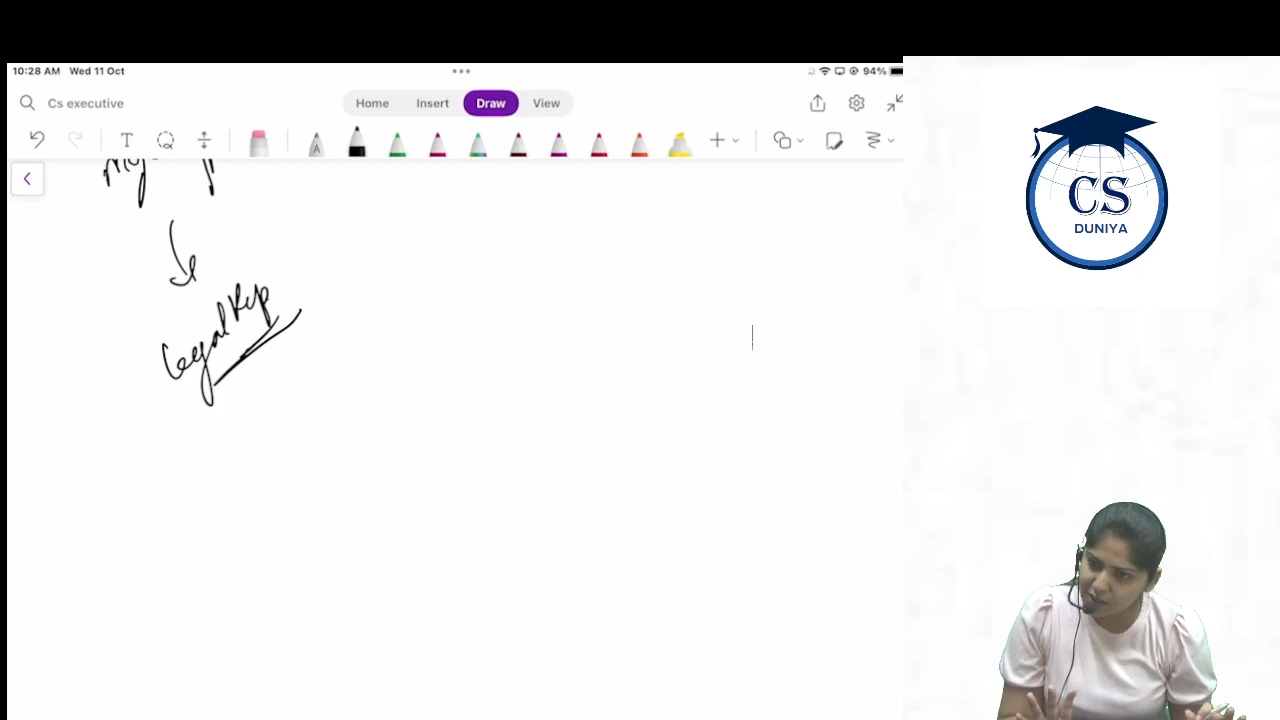 10:28 AM Wed 11 Oct
94%
Cs executive
Home Insert Draw View
T
A
Legal Rep
CS
DUNIYA